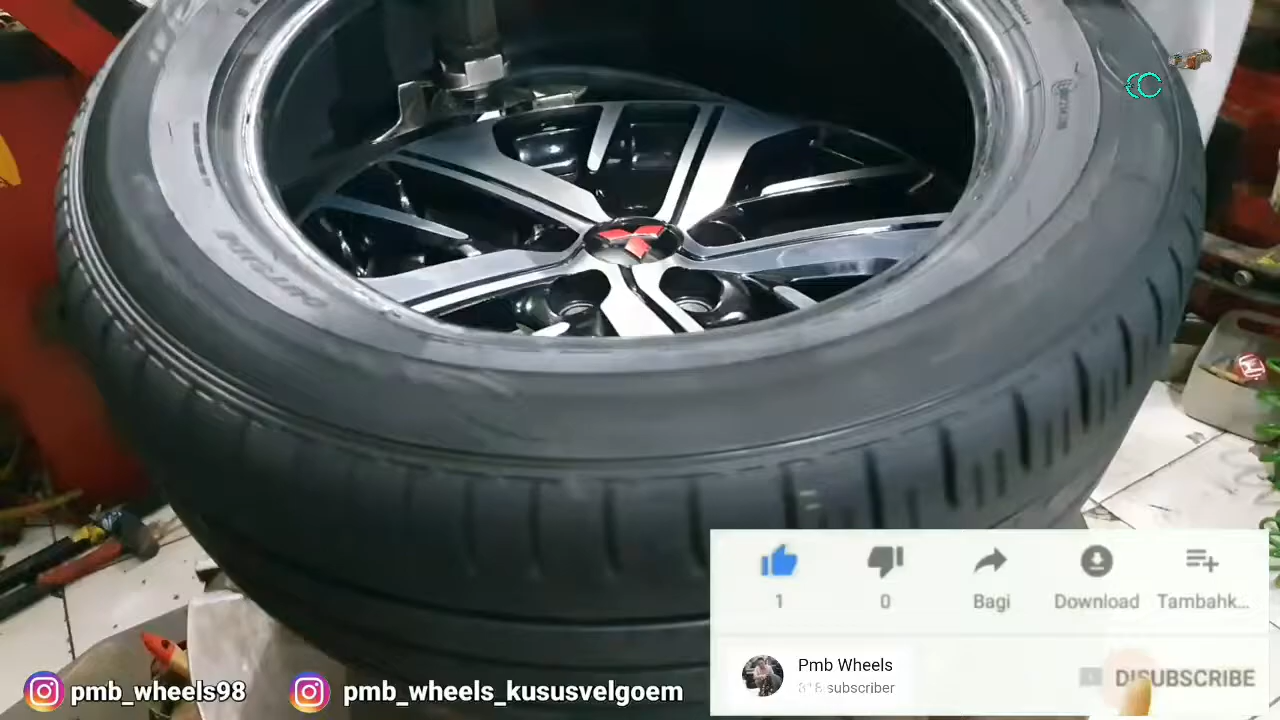 1
0
Bagi
Download
Tambahk...
Pmb Wheels
subscriber
DISUBSCRIBE
pmb_wheels98
pmb_wheels_kususvelgoem